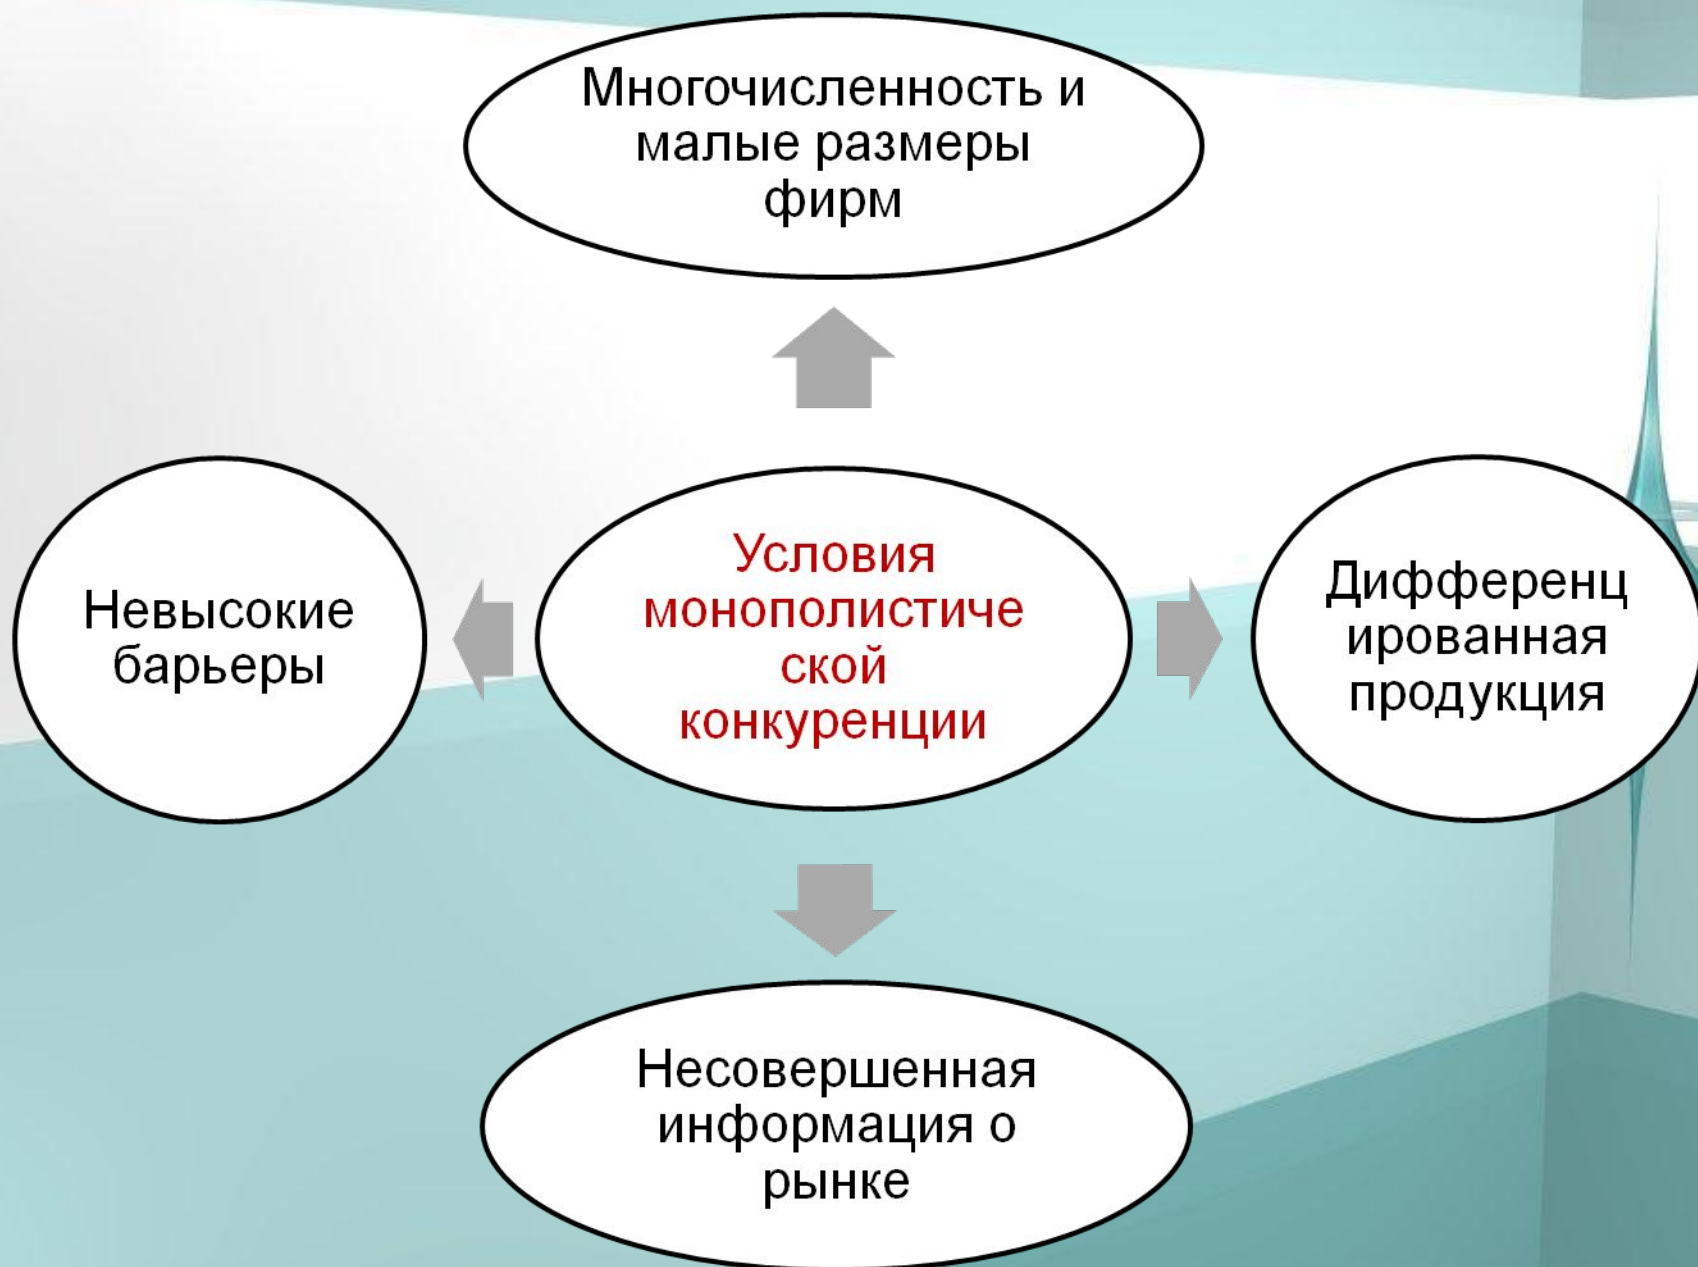 Многочисленность и
малые размеры
фирм
Невысокие
барьеры
Условия
монополистиче
ской
конкуренции
Дифференц
ированная
продукция
Несовершенная
информация о
рынке